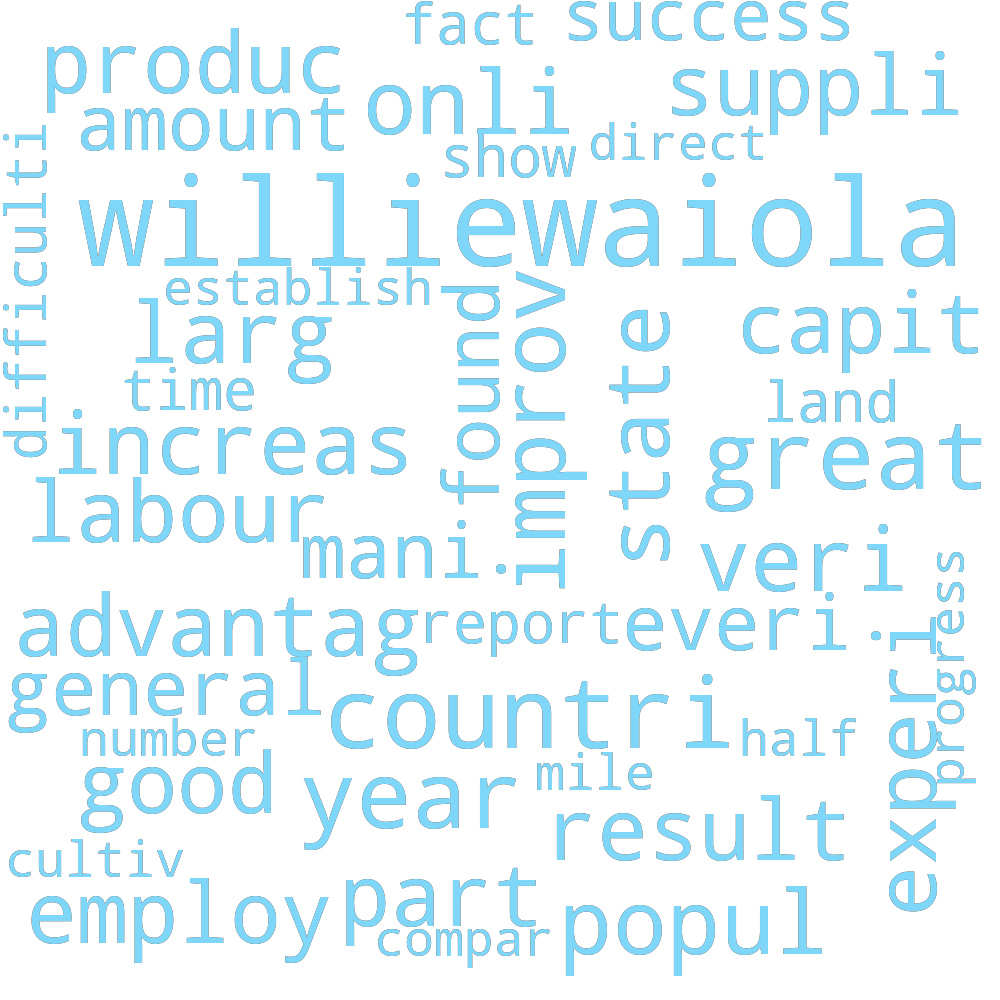 fact
success
produc
onli
suppli
amount
show
direct
difficulti
williewaiola
establish
larg
found
improv
state
capit
time
land
increas
great
labour
mani
veri
advantag
report
everi
experi
progress
general
countri
number
half
good
year
mile
result
cultiv
employ
part
compar
popul